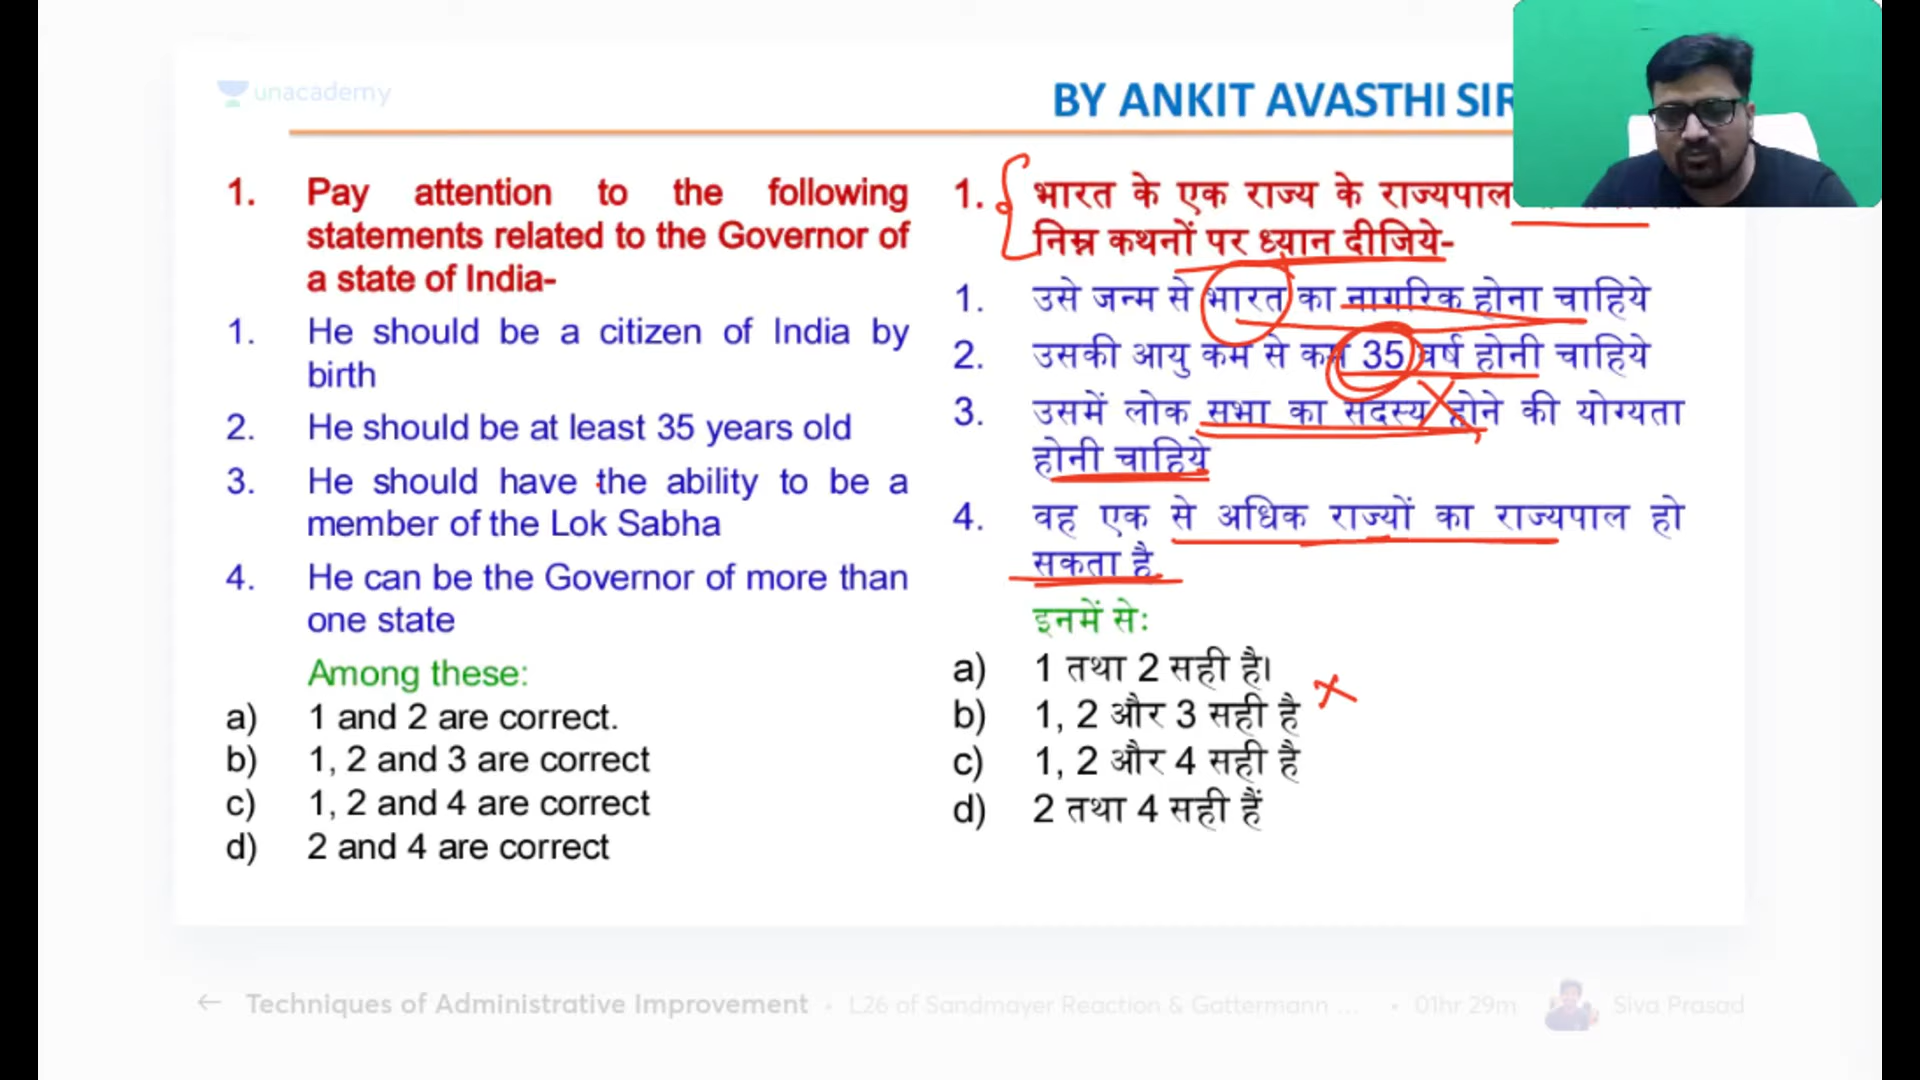 unacademy
BY ANKIT AVASTHI SIR
1. Pay attention to the following
statements related to the Governor of
a state of India-
1. He should be a citizen of India by
birth
2. He should be at least 35 years old
3. He should have the ability to be a
member of the Lok Sabha
4. He can be the Governor of more than
one state
Among these:
a) 1 and 2 are correct.
b) 1, 2 and 3 are correct
c) 1, 2 and 4 are correct
d) 2 and 4 are correct
1. भारत के एक राज्य के राज्यपाल
निम्न कथनों पर ध्यान दीजिये-
1. उसे जन्म से भारत का नागरिक होना चाहिये
2. उसकी आयु कम से कम 35 वर्ष होनी चाहिये
3. उसमें लोक सभा का सदस्य होने की योग्यता
होनी चाहिये
4. वह एक से अधिक राज्यों का राज्यपाल हो
सकता है
इनमें से:
a) 1 तथा 2 सही है।
b) 1, 2 और 3 सही है
c) 1, 2 और 4 सही है
d) 2 तथा 4 सही हैं
Techniques of Administrative Improvement • L26 of Sandmayer Reaction & Gattermann ... • 01hr 29m Siva Prasad